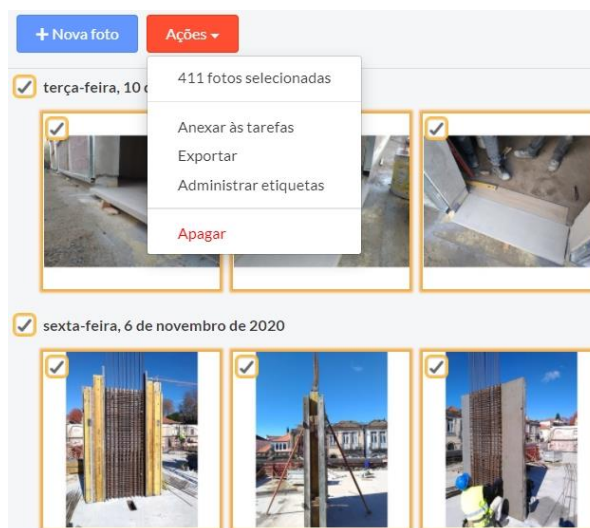 + Nova foto
Ações
411 fotos selecionadas
terça-feira, 10
Anexar às tarefas
Exportar
Administrar etiquetas
Apagar
sexta-feira, 6 de novembro de 2020